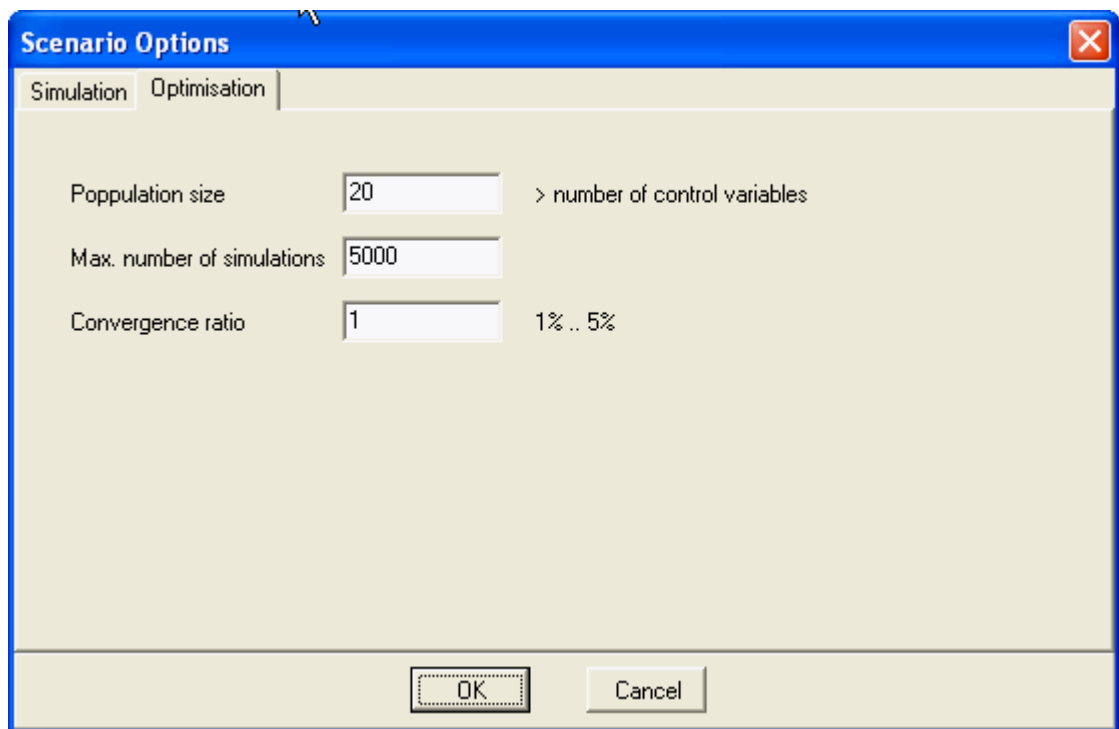 Scenario Options
Simulation Optimisation
Poppulation size 20 > number of control variables
Max. number of simulations 5000
Convergence ratio 1 1% .. 5%
OK Cancel